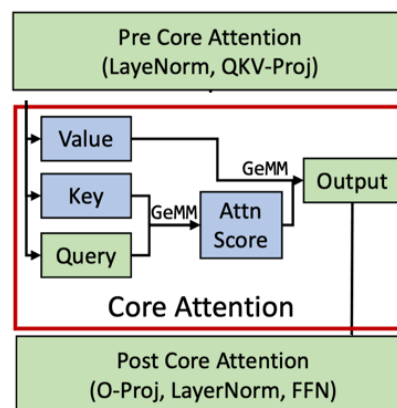 Pre Core Attention
(LayeNorm, QKV-Proj)
Value
GeMM
Output
Key
GeMM
Attn
Score
Query
Core Attention
Post Core Attention
(O-Proj, LayerNorm, FFN)